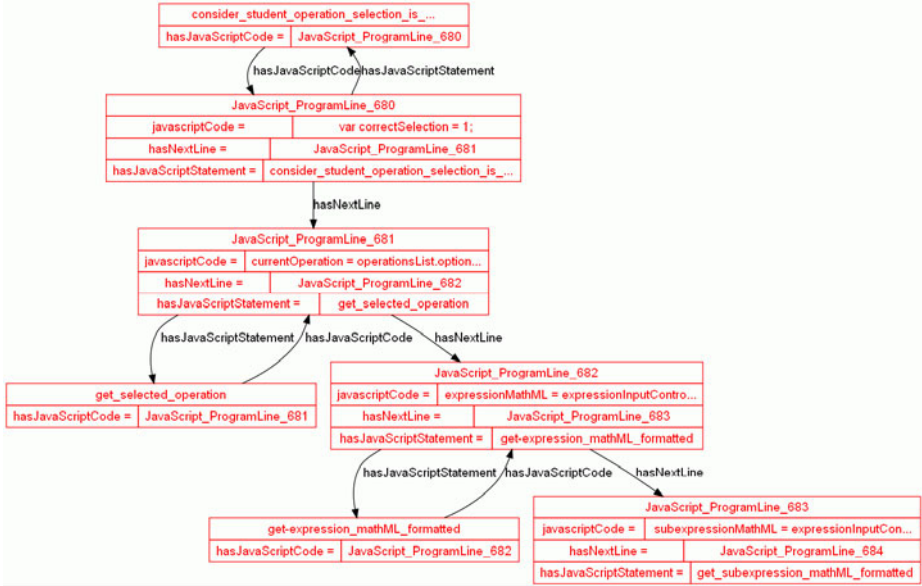 consider_student_operation_selection_is_...
hasJavaScriptCode = JavaScript_ProgramLine_680
hasJavaScriptCode hasJavaScriptStatement
JavaScript_ProgramLine_680
javascriptCode = var correctSelection = 1;
hasNextLine = JavaScript_ProgramLine_681
hasJavaScriptStatement = consider_student_operation_selection_is_...
hasNextLine
JavaScript_ProgramLine_681
javascriptCode = currentOperation = operationsList.option...
hasNextLine = JavaScript_ProgramLine_682
hasJavaScriptStatement = get_selected_operation
hasJavaScriptStatement hasJavaScriptCode hasNextLine
get_selected_operation
hasJavaScriptCode = JavaScript_ProgramLine_681
JavaScript_ProgramLine_682
javascriptCode = expressionMathML = expressionInputContro...
hasNextLine = JavaScript_ProgramLine_683
hasJavaScriptStatement = get-expression_mathML_formatted
hasJavaScriptStatement hasJavaScriptCode hasNextLine
get-expression_mathML_formatted
hasJavaScriptCode = JavaScript_ProgramLine_682
JavaScript_ProgramLine_683
javascriptCode = subexpressionMathML = expressionInputCon...
hasNextLine = JavaScript_ProgramLine_684
hasJavaScriptStatement = get_subexpression_mathML_formatted